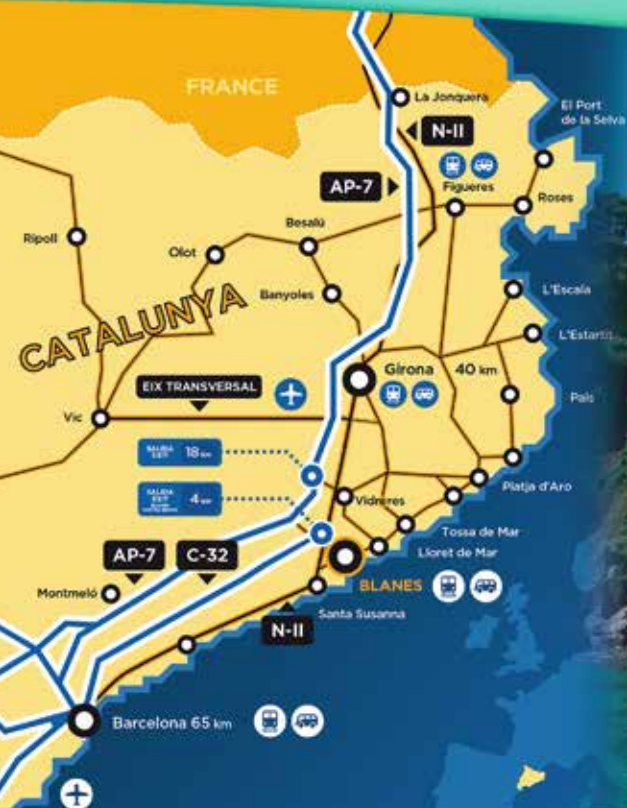 FRANCE
La Jonquera
El Port
de la Selva
N-II
AP-7
Figueres
Roses
Besalú
Ripoll
Olot
CATALUNYA
Banyoles
L'Escala
L'Estartit
Girona
40 km
EIX TRANSVERSAL
Pals
Vic
18 km
Platja d'Aro
4 km
Vidreres
Tossa de Mar
Lloret de Mar
AP-7
C-32
BLANES
Montmeló
Santa Susanna
N-II
Barcelona 65 km